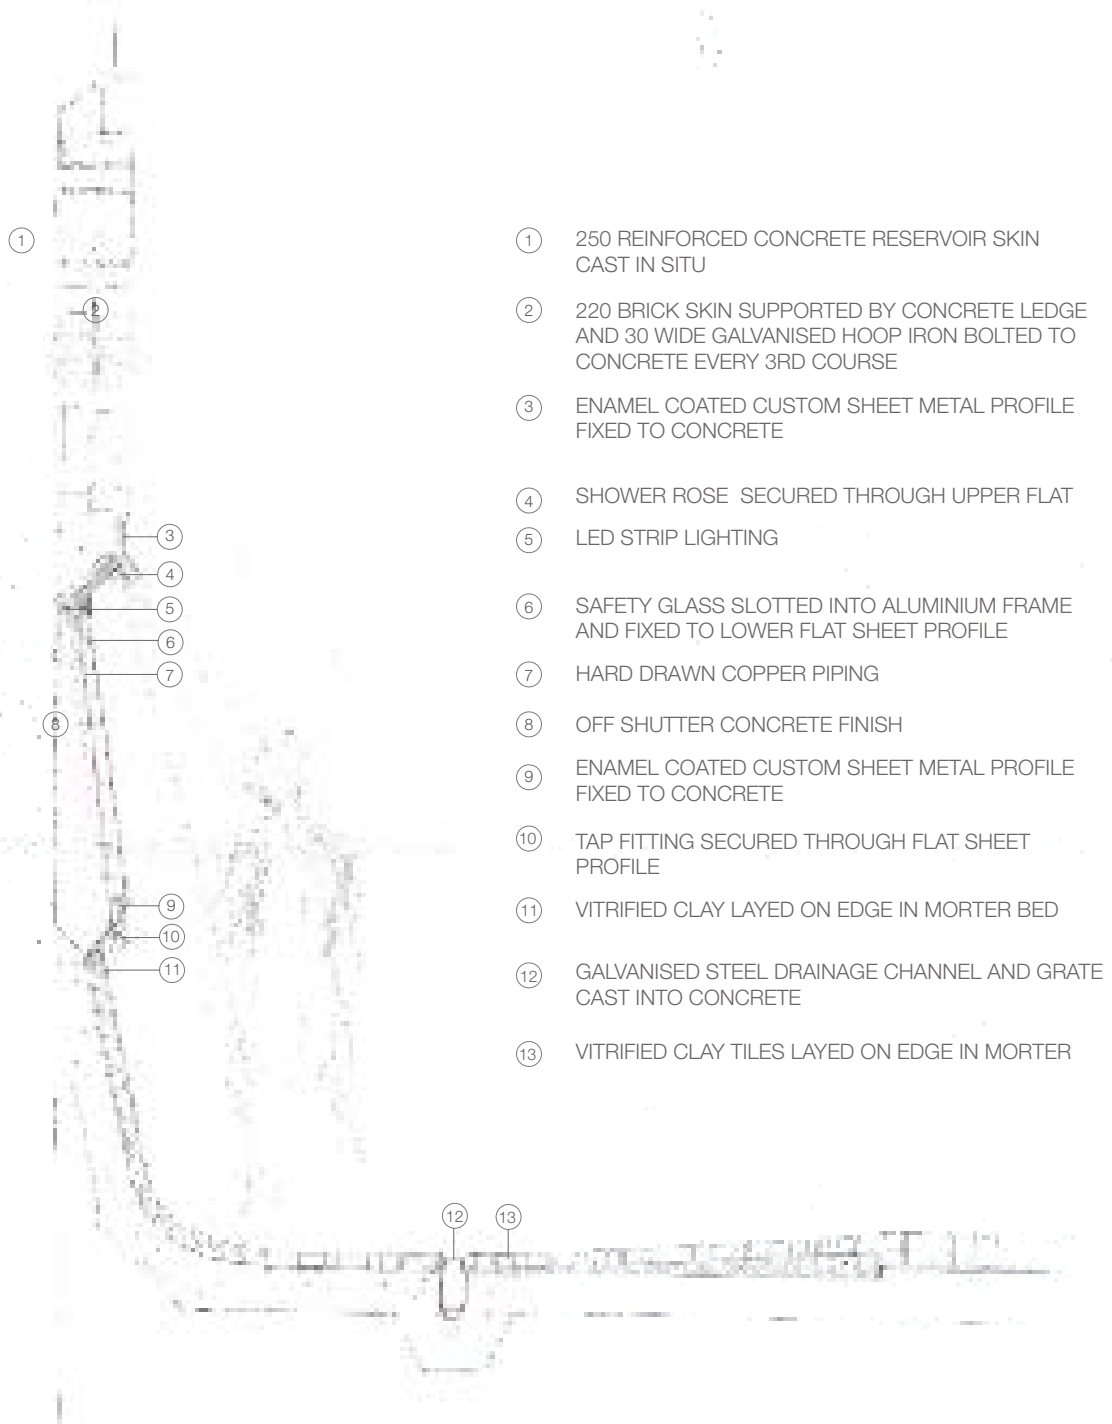 1
1 250 REINFORCED CONCRETE RESERVOIR SKIN
CAST IN SITU
2
2 220 BRICK SKIN SUPPORTED BY CONCRETE LEDGE
AND 30 WIDE GALVANISED HOOP IRON BOLTED TO
CONCRETE EVERY 3RD COURSE
3 ENAMEL COATED CUSTOM SHEET METAL PROFILE
FIXED TO CONCRETE
4 SHOWER ROSE SECURED THROUGH UPPER FLAT
3
5 LED STRIP LIGHTING
4
5
6 SAFETY GLASS SLOTTED INTO ALUMINIUM FRAME
AND FIXED TO LOWER FLAT SHEET PROFILE
6
7
7 HARD DRAWN COPPER PIPING
8
8 OFF SHUTTER CONCRETE FINISH
9 ENAMEL COATED CUSTOM SHEET METAL PROFILE
FIXED TO CONCRETE
10 TAP FITTING SECURED THROUGH FLAT SHEET
PROFILE
9
11 VITRIFIED CLAY LAYED ON EDGE IN MORTER BED
10
11
12 GALVANISED STEEL DRAINAGE CHANNEL AND GRATE
CAST INTO CONCRETE
13 VITRIFIED CLAY TILES LAYED ON EDGE IN MORTER
12 13